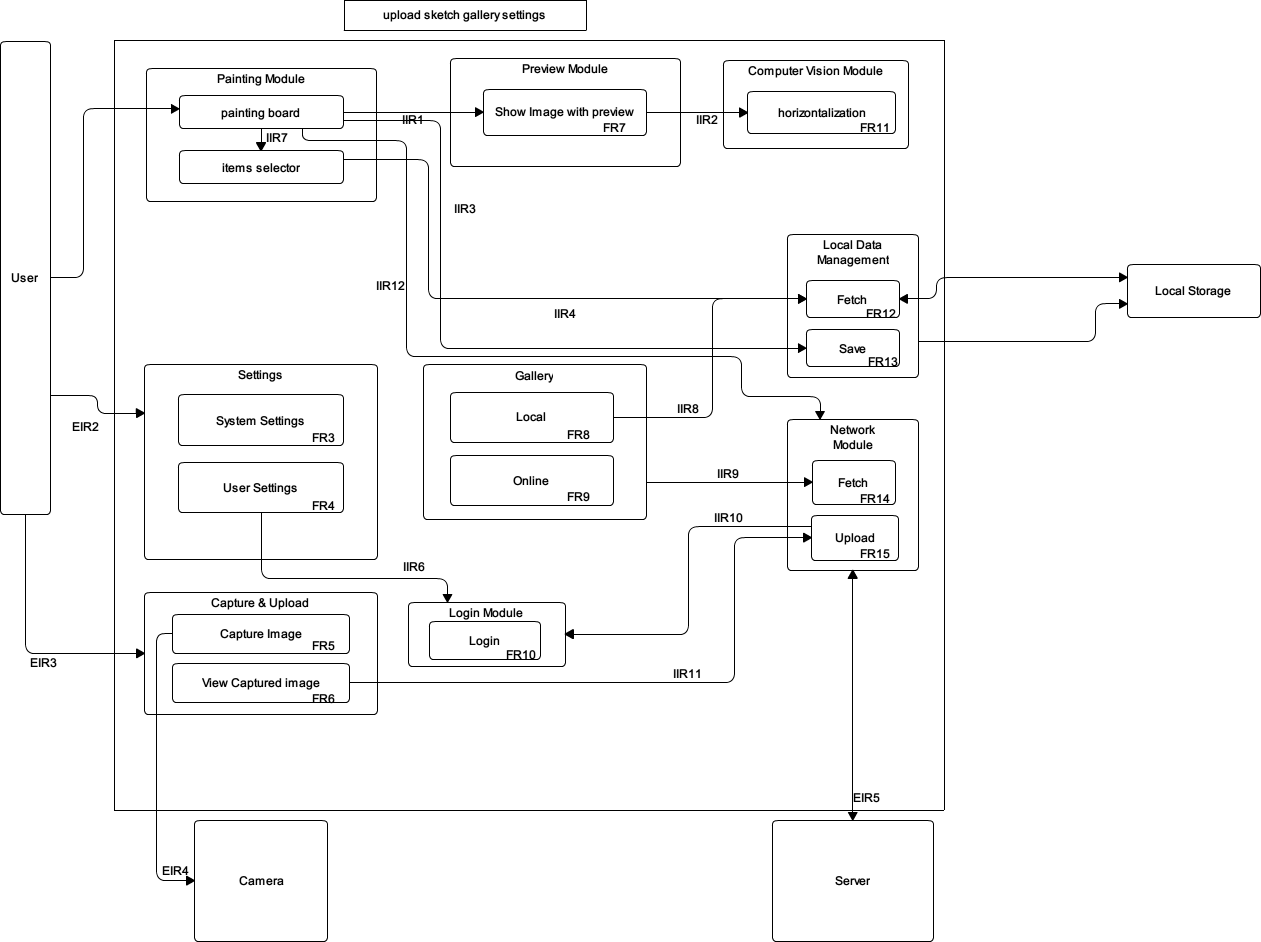 upload sketch gallery settings
Painting Module
painting board
IIR7
items selector
Preview Module
Show Image with preview
FR7
Computer Vision Module
horizontalization
FR11
IIR1
IIR2
IIR3
User
IIR12
IIR4
Local Data
Management
Fetch
FR12
Save
FR13
Local Storage
EIR2
Settings
System Settings
FR3
User Settings
FR4
Gallery
Local
FR8
Online
FR9
IIR8
IIR9
Network
Module
Fetch
FR14
Upload
FR15
IIR10
IIR6
EIR3
Capture & Upload
Capture Image
FR5
View Captured image
FR6
Login Module
Login
FR10
IIR11
EIR5
EIR4
Camera
Server